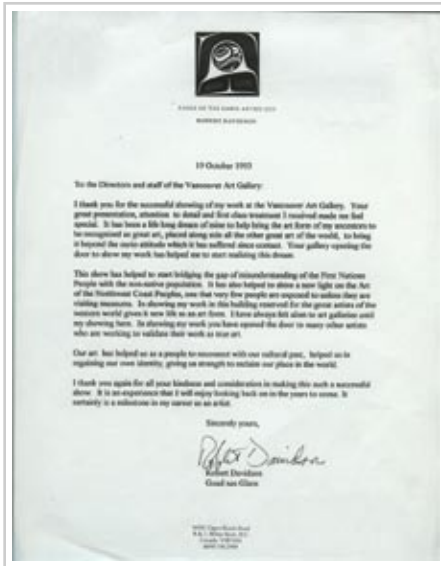 ROBERT DAVIDSON
19 October 1993
To the Directors and staff of the Vancouver Art Gallery:
I thank you for the successful showing of my work at the Vancouver Art Gallery. Your
great presentation, attention to detail and first class treatment I received made me feel
special. It has been a life long dream of mine to help bring the art form of my ancestors to
be recognized as great art, placed along side all the other great art of the world, to bring
it beyond the curio attitude which it has suffered since contact. Your gallery opening the
door to show my work has helped me to start realizing this dream.
This show has helped to start bridging the gap of misunderstanding of the First Nations
People with the non-native population. It has also helped to shine a new light on the Art
of the Northwest Coast Peoples, one that very few people are exposed to unless they are
visiting museums. In showing my work in this building reserved for the great artists of the
western world gives it new life as an art form. I have always felt alien to art galleries until
my showing here. In showing my work you have opened the door to many other artists
who are working to validate their work as true art.
Our art has helped us as a people to reconnect with our cultural past, helped us in
regaining our own identity, giving us strength to reclaim our place in the world.
I thank you again for all your kindness and consideration in making this such a successful
show. It is an experience that I will enjoy looking back on in the years to come. It
certainly is a milestone in my career as an artist.
Sincerely yours,
Robert Davidson
Robert Davidson
Guud san Glans